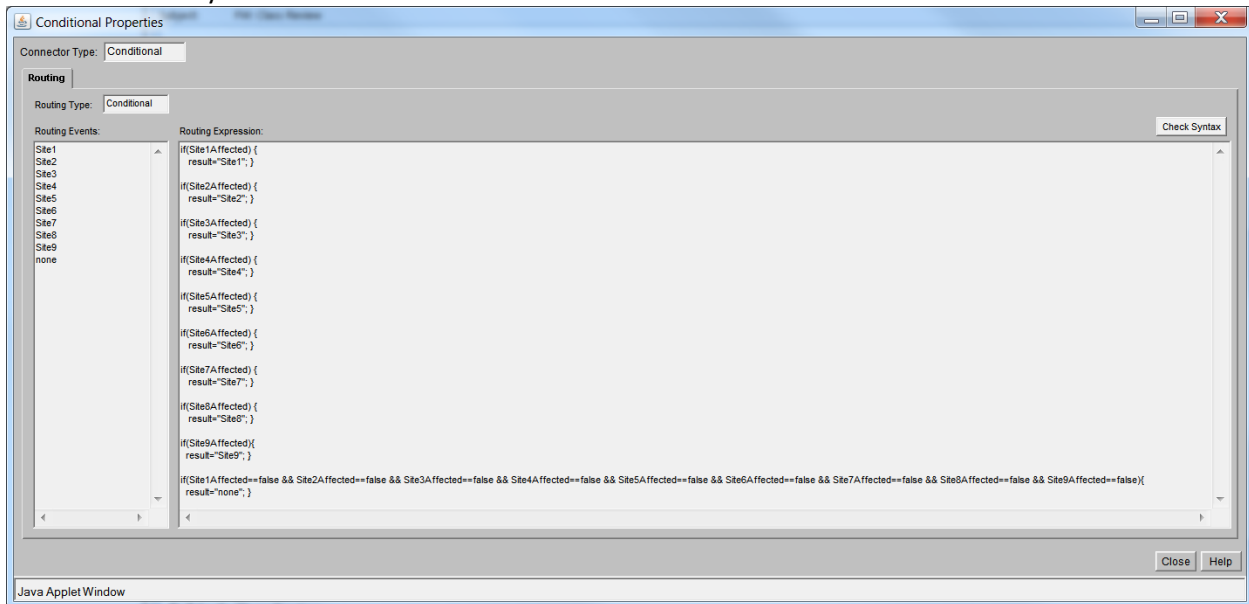 Conditional Properties
Connector Type: Conditional
Routing
Routing Type: Conditional
Routing Events:
Routing Expression:
Check Syntax
Site1
Site2
Site3
Site4
Site5
Site6
Site7
Site8
Site9
none
if(Site1Affected) {
result="Site1"; }
if(Site2Affected) {
result="Site2"; }
if(Site3Affected) {
result="Site3"; }
if(Site4Affected) {
result="Site4"; }
if(Site5Affected) {
result="Site5"; }
if(Site6Affected) {
result="Site6"; }
if(Site7Affected) {
result="Site7"; }
if(Site8Affected) {
result="Site8"; }
if(Site9Affected){
result="Site9"; }
if(Site1Affected==false && Site2Affected==false && Site3Affected==false && Site4Affected==false && Site5Affected==false && Site6Affected==false && Site7Affected==false && Site8Affected==false && Site9Affected==false){
result="none"; }
Close Help
Java Applet Window